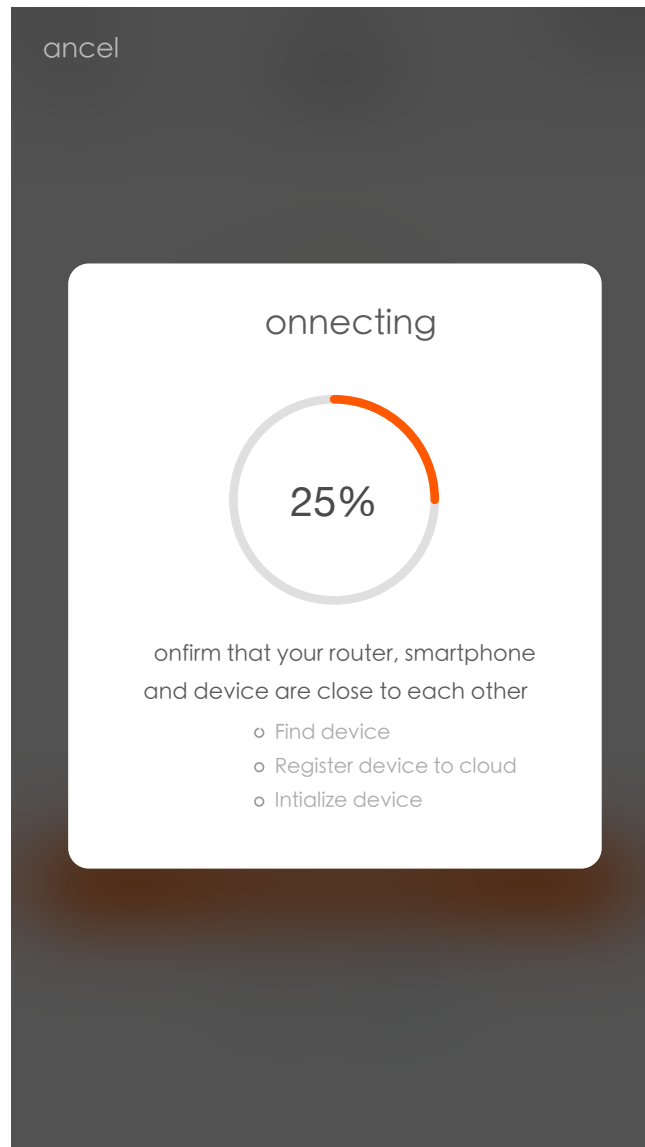 ancel
onnecting
25%
onfirm that your router, smartphone
and device are close to each other
Find device
Register device to cloud
Intialize device